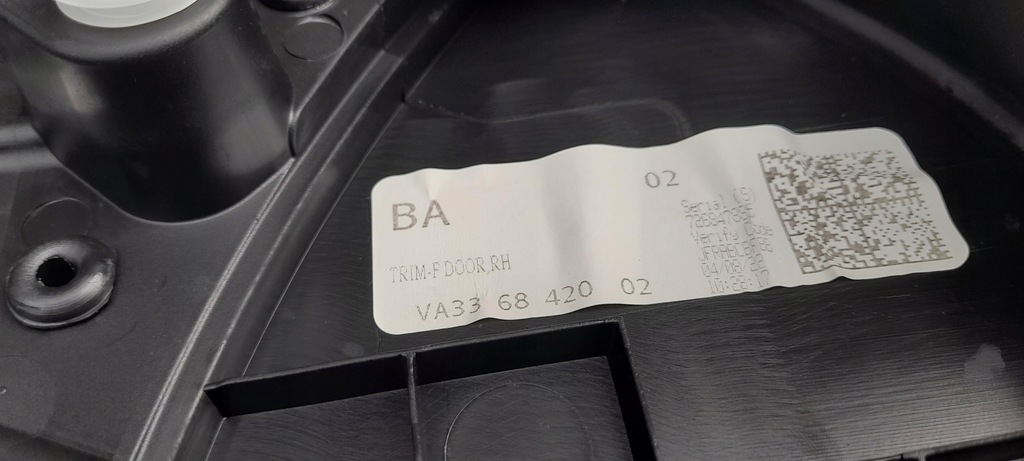 BA
02
TRIM-F DOOR,RH
VA33 68 420 02
Serial (S)
Verify Code